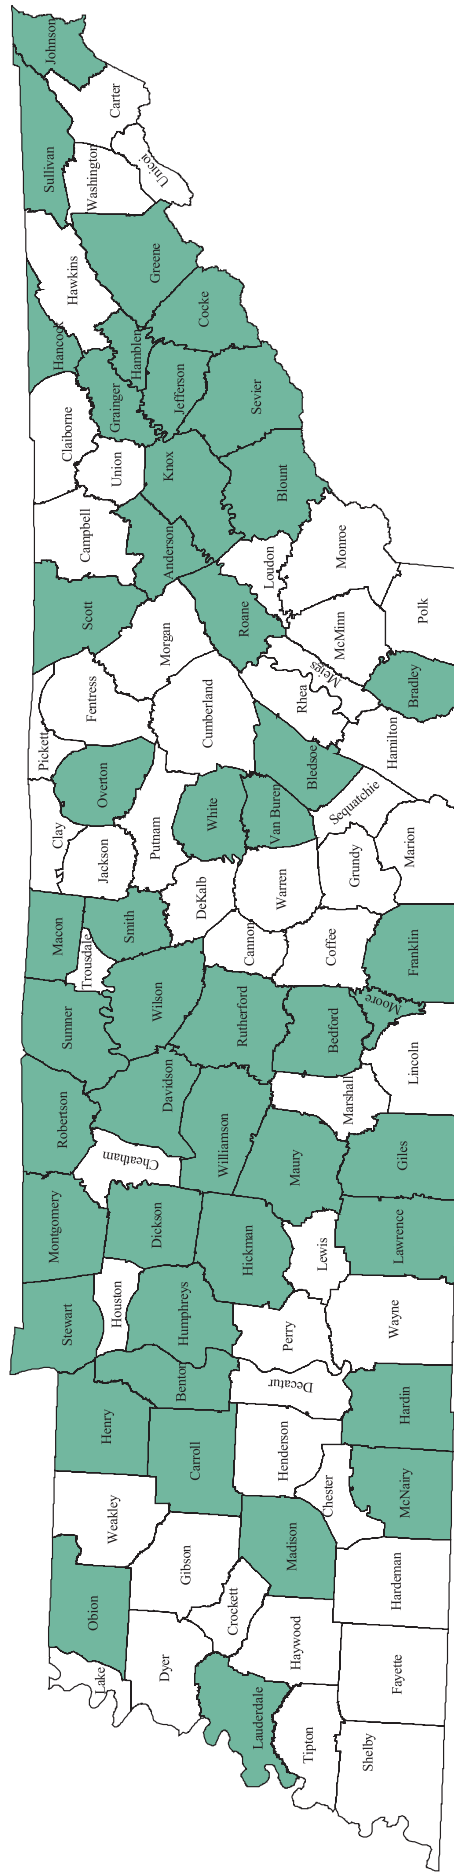 Lake
Obion
Weakley
Henry
Stewart
Montgomery
Robertson
Sumner
Macon
Clay
Pickett
Scott
Campbell
Claiborne
Hancock
Hawkins
Sullivan
Johnson
Trousdale
Jackson
Overton
Fentress
Union
Grainger
Hamblen
Washington
Carter
Unicoi
Greene
Dyer
Gibson
Carroll
Benton
Houston
Humphreys
Dickson
Cheatham
Davidson
Wilson
Smith
Putnam
Morgan
Anderson
Knox
Jefferson
Cocke
Lauderdale
Crockett
Madison
Henderson
Decatur
Perry
Hickman
Williamson
Rutherford
Cannon
DeKalb
White
Cumberland
Roane
Loudon
Blount
Sevier
Tipton
Haywood
Chester
Lewis
Maury
Marshall
Bedford
Coffee
Warren
Van Buren
Bledsoe
Rhea
Meigs
McMinn
Monroe
Shelby
Fayette
Hardeman
McNairy
Hardin
Wayne
Lawrence
Giles
Lincoln
Moore
Franklin
Grundy
Sequatchie
Marion
Hamilton
Bradley
Polk